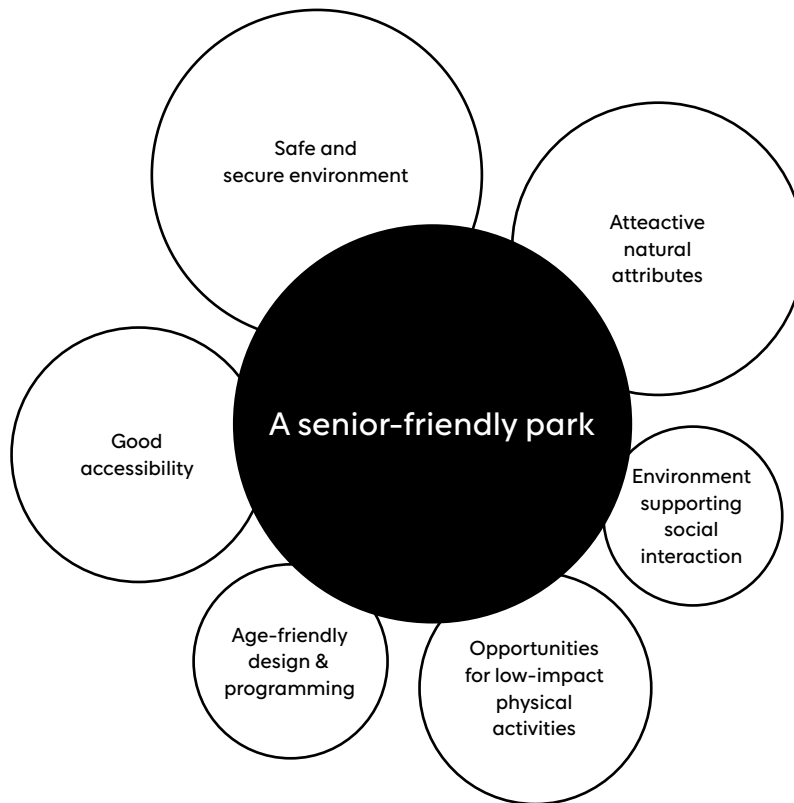 Safe and
secure environment
Atteactive
natural
attributes
A senior-friendly park
Good
accessibility
Environment
supporting
social
interaction
Age-friendly
design &
programming
Opportunities
for low-impact
physical
activities